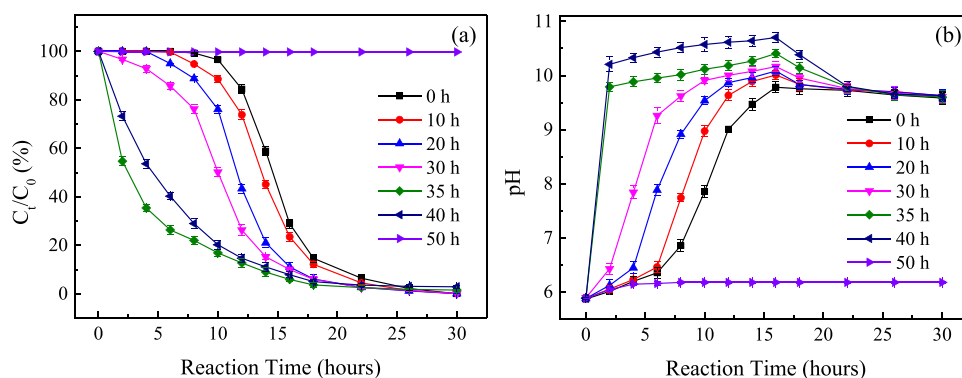 (a)
100
80
60
40
20
0
C_t/C_0 (%)
0 h
10 h
20 h
30 h
35 h
40 h
50 h
0 5 10 15 20 25 30
Reaction Time (hours)
(b)
11
10
9
8
7
6
pH
0 h
10 h
20 h
30 h
35 h
40 h
50 h
0 5 10 15 20 25 30
Reaction Time (hours)